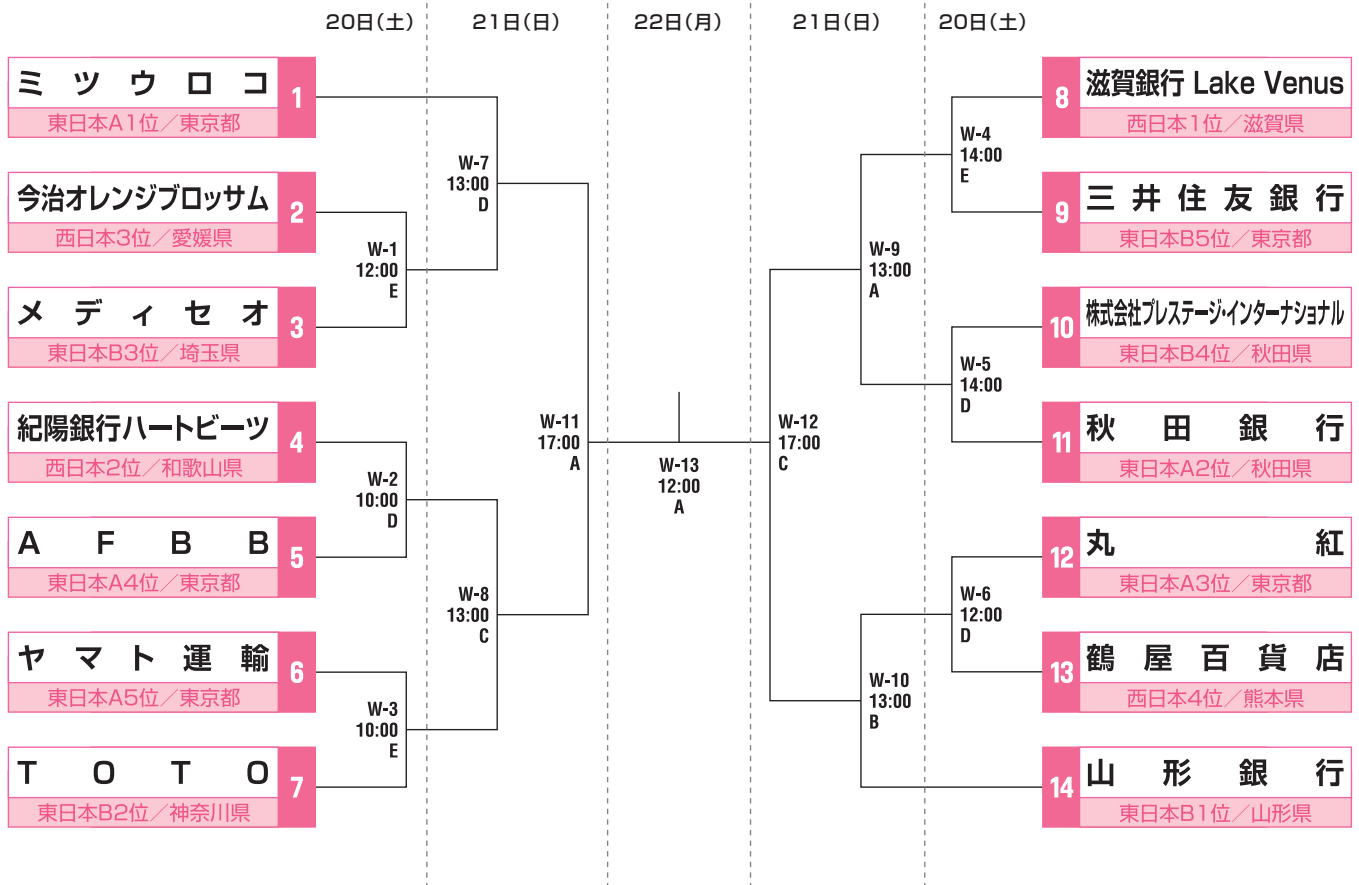 20日(土) 21日(日) 22日(月) 21日(日) 20日(土)
ミツウロコ
1
東日本A1位／東京都
今治オレンジブロッサム
2
西日本3位／愛媛県
メディセオ
3
東日本B3位／埼玉県
紀陽銀行ハートビーツ
4
西日本2位／和歌山県
AFBB
5
東日本A4位／東京都
ヤマト運輸
6
東日本A5位／東京都
TOTO
7
東日本B2位／神奈川県
W-1
12:00
E
W-2
10:00
D
W-3
10:00
E
W-7
13:00
D
W-8
13:00
C
W-11
17:00
A
W-13
12:00
A
W-12
17:00
C
W-9
13:00
A
W-10
13:00
B
W-4
14:00
E
W-5
14:00
D
W-6
12:00
D
8
滋賀銀行 Lake Venus
西日本1位／滋賀県
9
三井住友銀行
東日本B5位／東京都
10
株式会社プレステージ・インターナショナル
東日本B4位／秋田県
11
秋田銀行
東日本A2位／秋田県
12
丸紅
東日本A3位／東京都
13
鶴屋百貨店
西日本4位／熊本県
14
山形銀行
東日本B1位／山形県